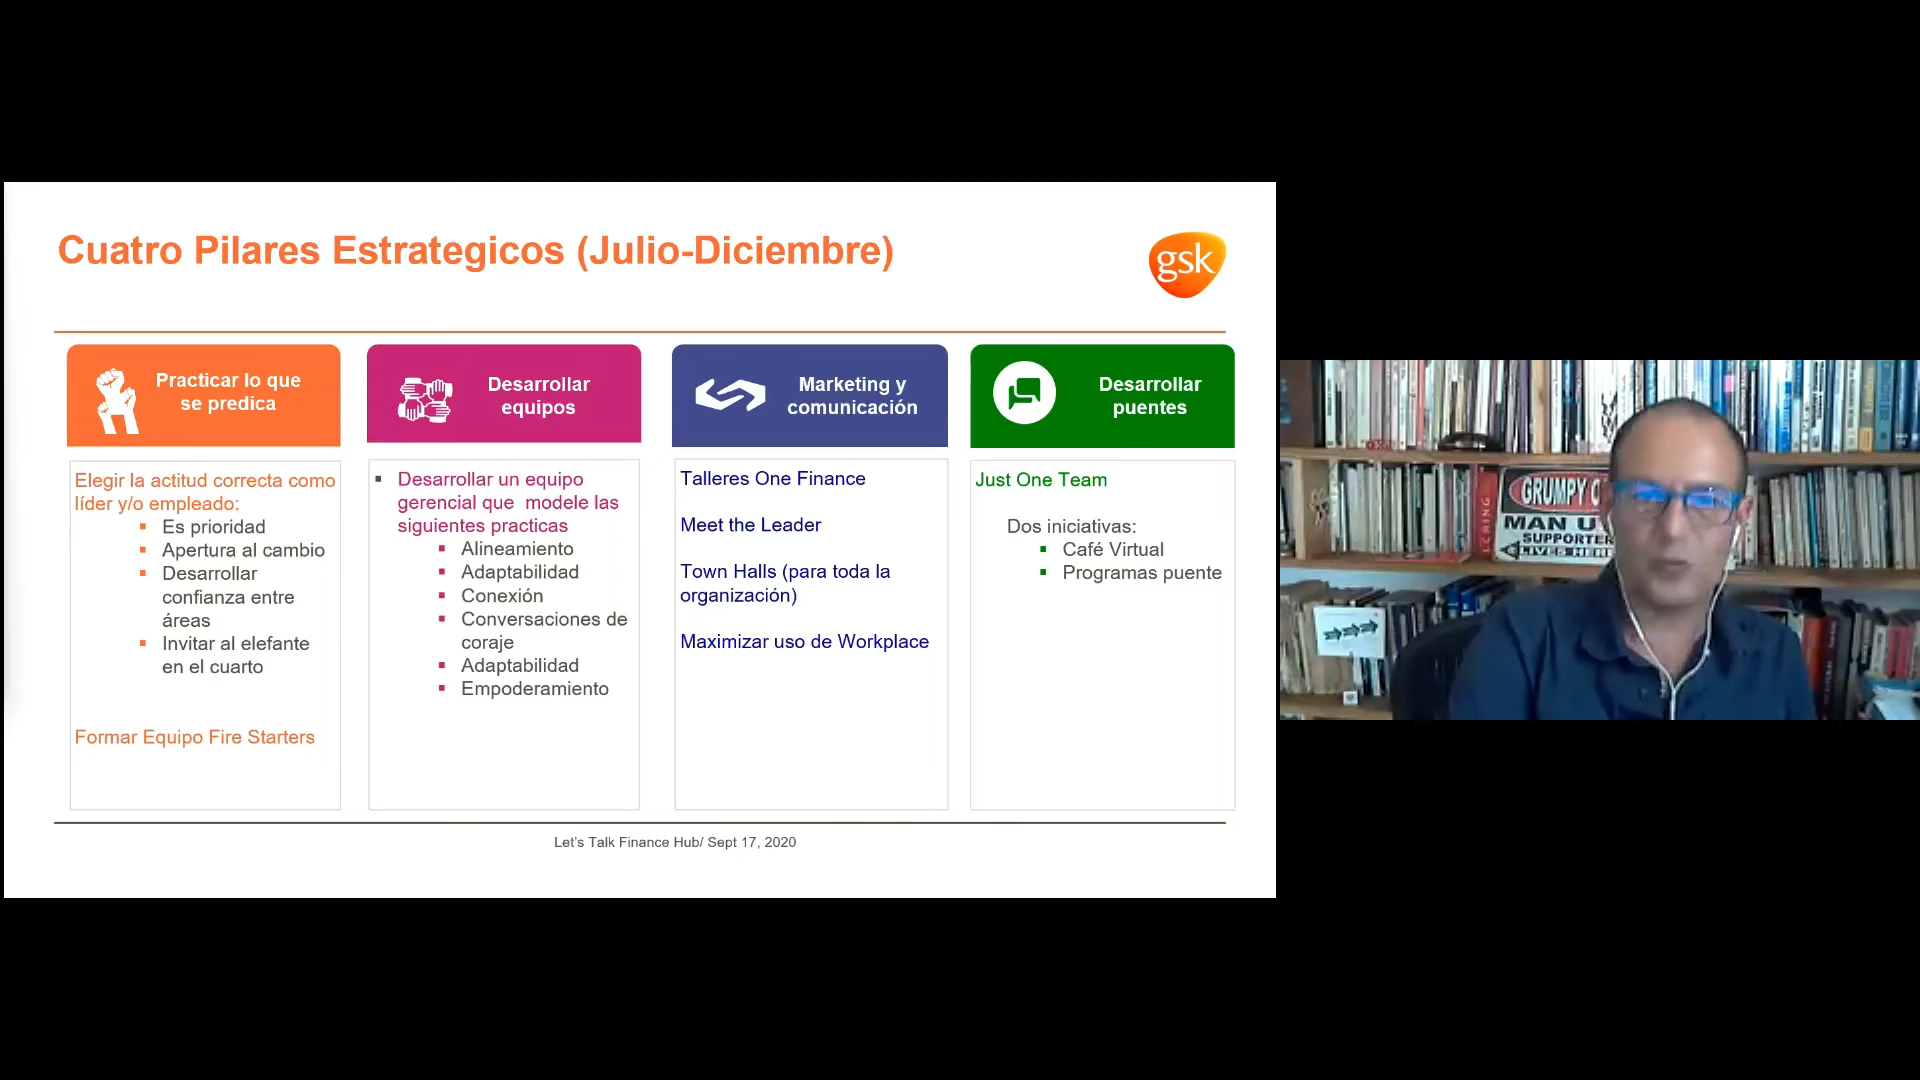 Cuatro Pilares Estrategicos (Julio-Diciembre)
gsk
Practicar lo que
se predica
Elegir la actitud correcta como
líder y/o empleado:
Es prioridad
Apertura al cambio
Desarrollar
confianza entre
áreas
Invitar al elefante
en el cuarto
Formar Equipo Fire Starters
Desarrollar
equipos
Desarrollar un equipo
gerencial que modele las
siguientes practicas
Alineamiento
Adaptabilidad
Conexión
Conversaciones de
coraje
Adaptabilidad
Empoderamiento
Marketing y
comunicación
Talleres One Finance
Meet the Leader
Town Halls (para toda la
organización)
Maximizar uso de Workplace
Desarrollar
puentes
Just One Team
Dos iniciativas:
Café Virtual
Programas puente
Let's Talk Finance Hub/ Sept 17, 2020
GRUMPY
MAN U
SUPPORTER
LIVES HERE